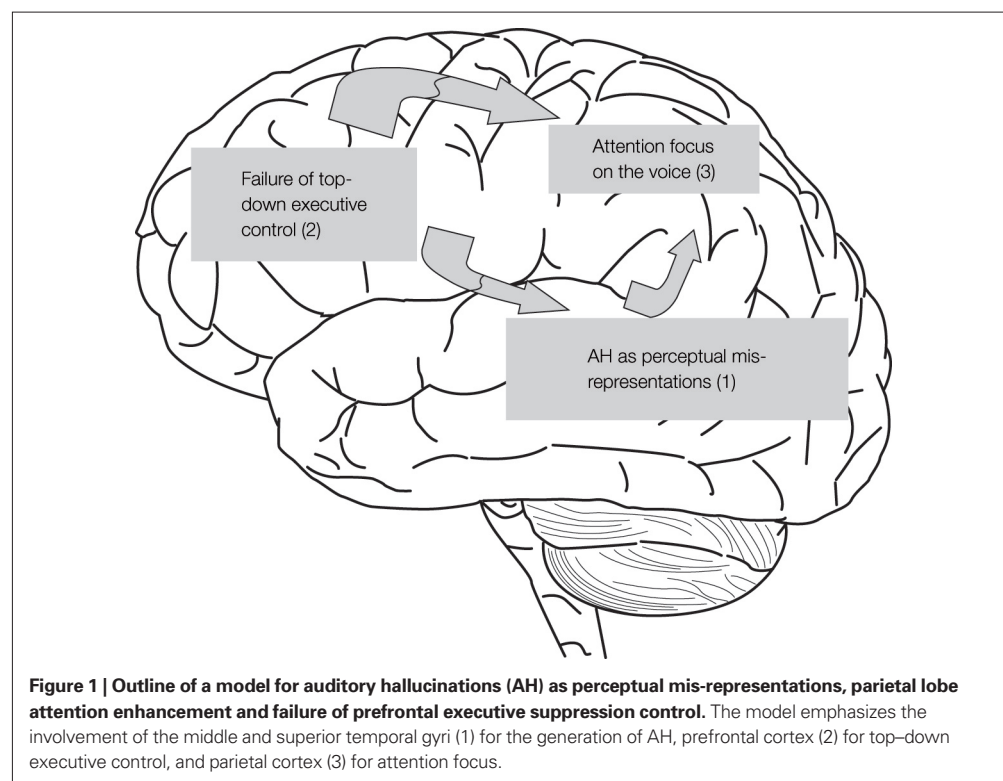 Attention focus
on the voice (3)
Failure of top-
down executive
control (2)
AH as perceptual mis-
representations (1)
Figure 1 | Outline of a model for auditory hallucinations (AH) as perceptual mis-representations, parietal lobe
attention enhancement and failure of prefrontal executive suppression control. The model emphasizes the
involvement of the middle and superior temporal gyri (1) for the generation of AH, prefrontal cortex (2) for top–down
executive control, and parietal cortex (3) for attention focus.